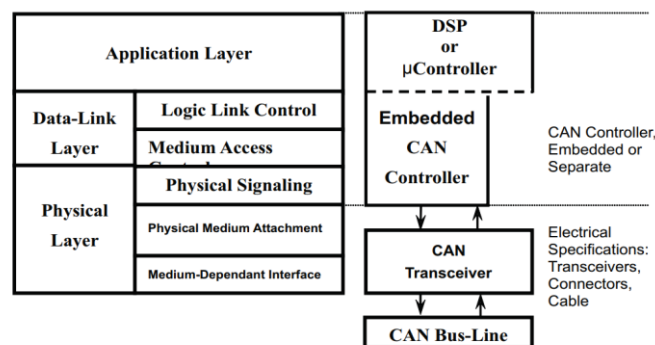 Application Layer
Data-Link
Layer
Logic Link Control
Medium Access
Physical
Layer
Physical Signaling
Physical Medium Attachment
Medium-Dependant Interface
DSP
or
µController
Embedded
CAN
Controller
CAN
Transceiver
CAN Bus-Line
CAN Controller,
Embedded or
Separate
Electrical
Specifications:
Transceivers,
Connectors,
Cable